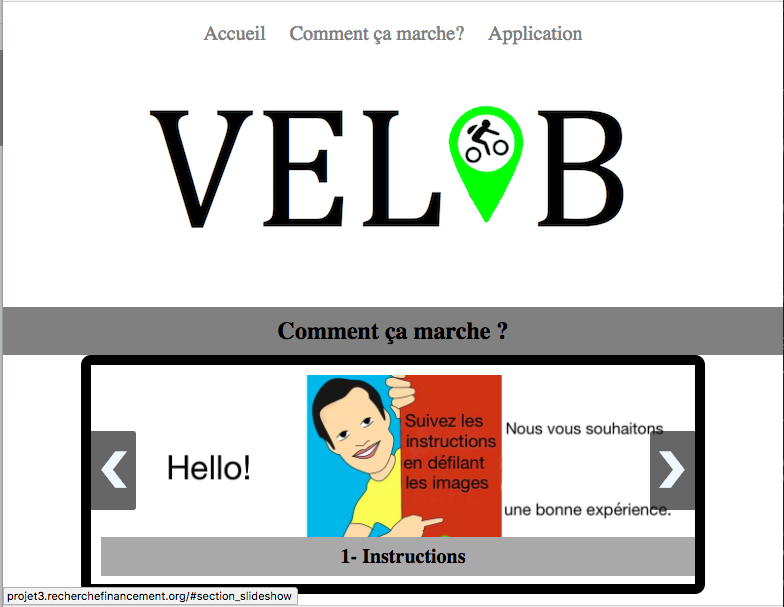 Accueil Comment ça marche? Application
VEL B
Comment ça marche ?
Hello!
Suivez les
instructions
en défilant
les images
Nous vous souhaitons
une bonne expérience.
1- Instructions
projet3.recherchefinancement.org/#section_slideshow